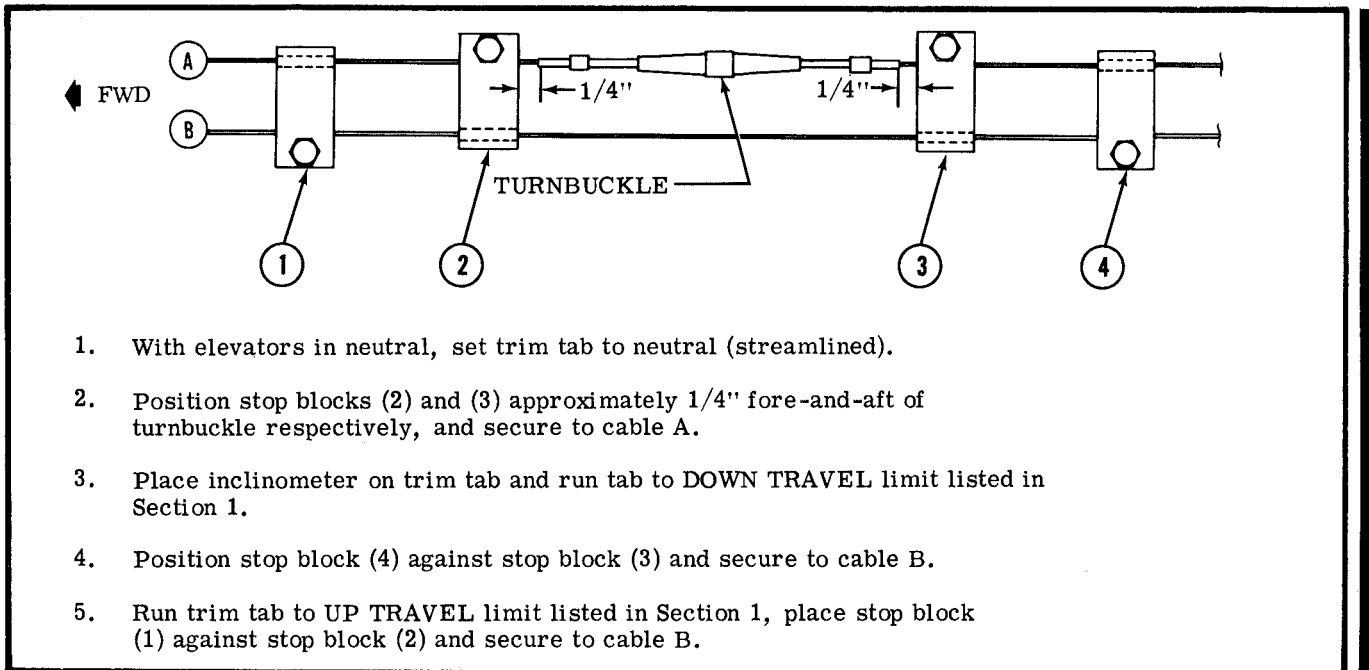 A
FWD
B
1/4"
1/4"
TURNBUCKLE
1
2
3
4
1. With elevators in neutral, set trim tab to neutral (streamlined).
2. Position stop blocks (2) and (3) approximately 1/4" fore-and-aft of
turnbuckle respectively, and secure to cable A.
3. Place inclinometer on trim tab and run tab to DOWN TRAVEL limit listed in
Section 1.
4. Position stop block (4) against stop block (3) and secure to cable B.
5. Run trim tab to UP TRAVEL limit listed in Section 1, place stop block
(1) against stop block (2) and secure to cable B.